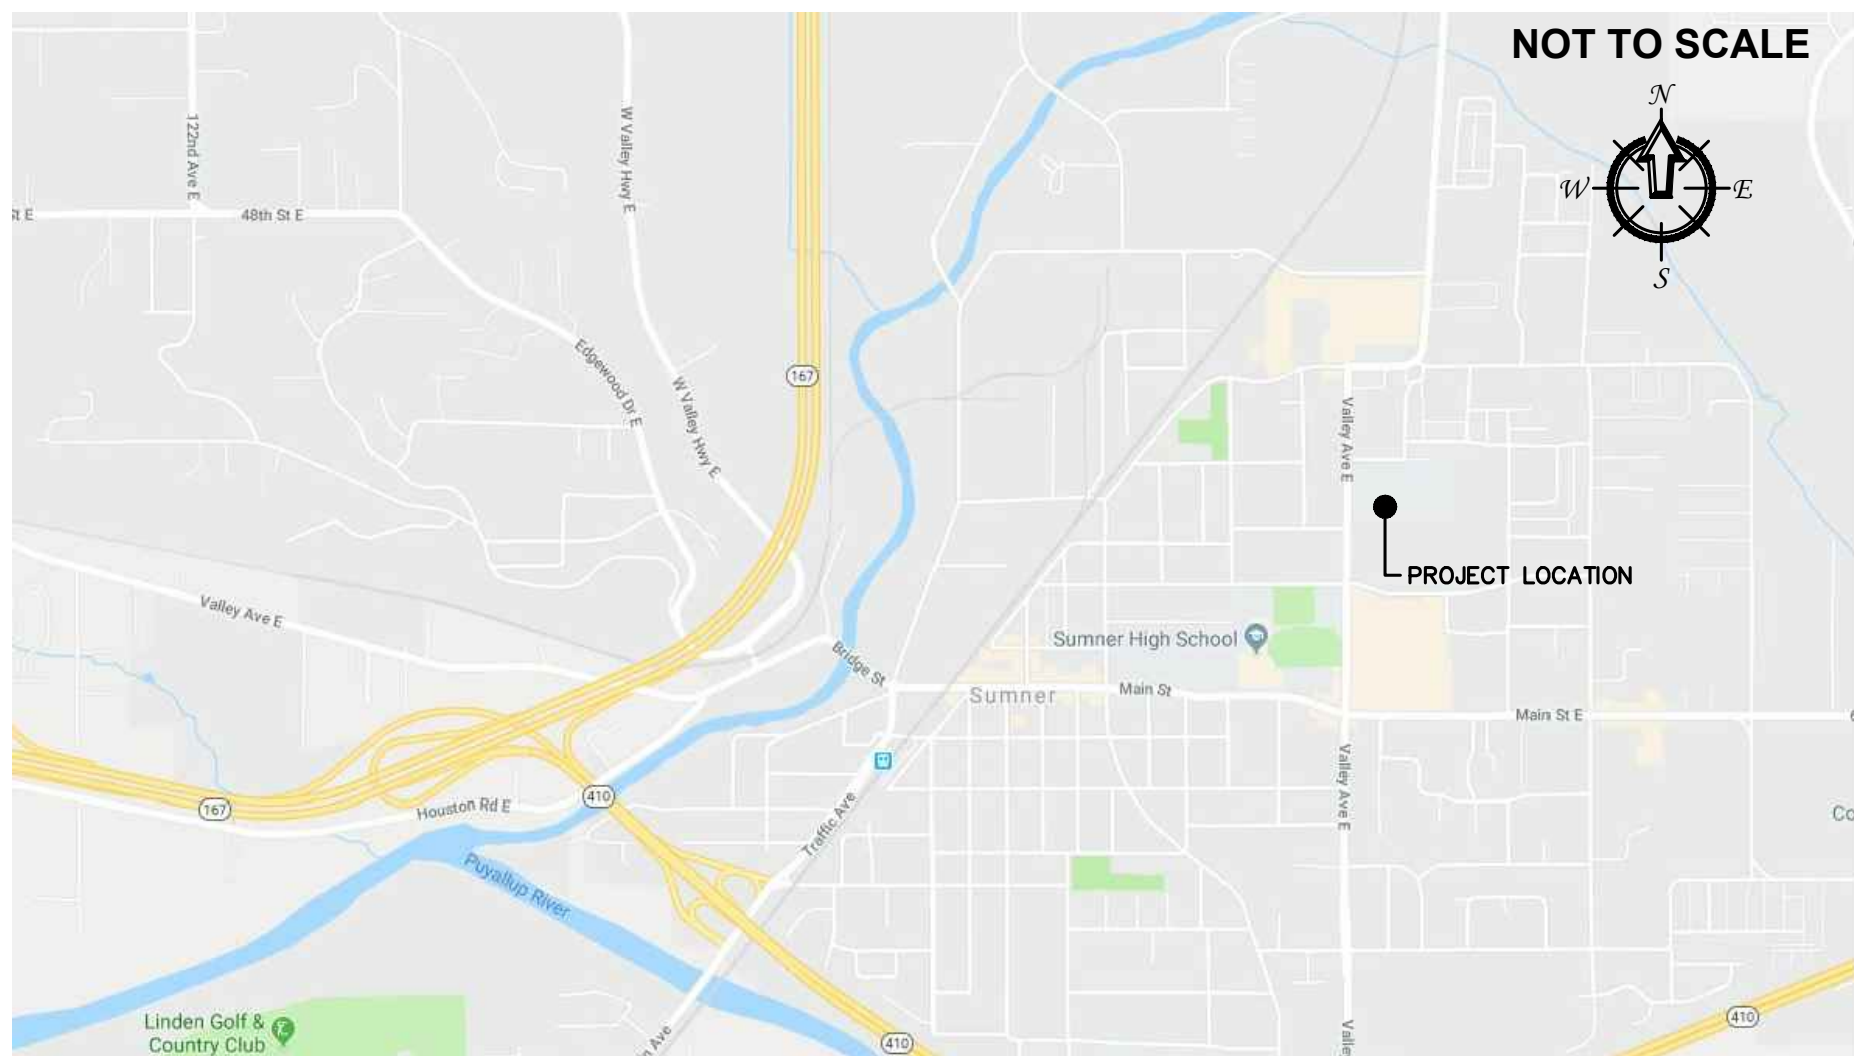 NOT TO SCALE
N
W
E
S
122nd Ave E
W Valley Hwy E
St E
48th St E
Edgewood Dr E
167
W Valley Hwy E
Valley Ave E
PROJECT LOCATION
Valley Ave E
Sumner High School
Bridge St
Sumner
Main St
Main St E
Valley Ave E
410
167
Houston Rd E
Traffic Ave
Puyallup River
Linden Golf &
Country Club
410
410